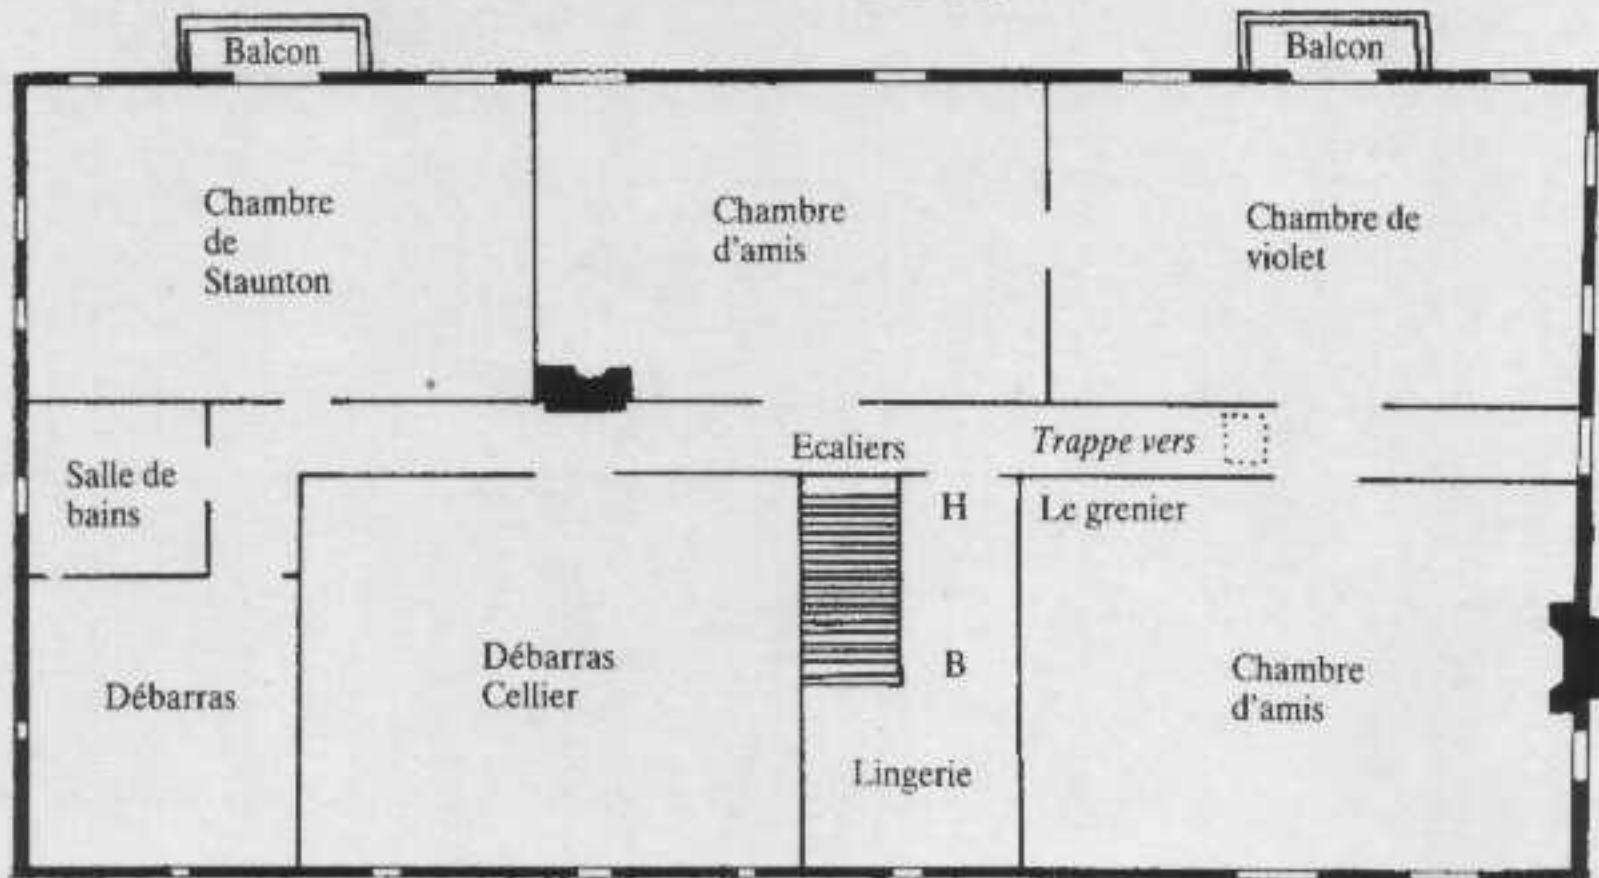 Balcon
Balcon
Chambre
de
Staunton
Chambre
d'amis
Chambre de
violet
Ecaliers
Trappe vers
Salle de
bains
H
Le grenier
Débarras
Cellier
B
Chambre
d'amis
Débarras
Lingerie